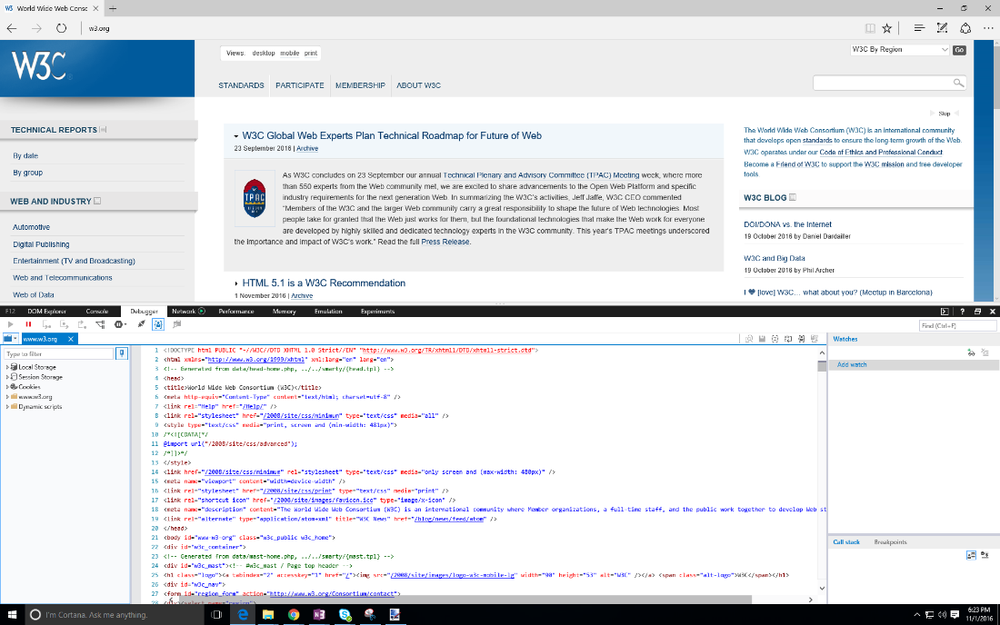 W3 World Wide Web Consc
w3.org
W3C
Views: desktop mobile print
W3C By Region Go
STANDARDS PARTICIPATE MEMBERSHIP ABOUT W3C
Skip
TECHNICAL REPORTS
By date
By group
WEB AND INDUSTRY
Automotive
Digital Publishing
Entertainment (TV and Broadcasting)
Web and Telecommunications
Web of Data
W3C Global Web Experts Plan Technical Roadmap for Future of Web
23 September 2016 | Archive
TPAC
As W3C concludes on 23 September our annual Technical Plenary and Advisory Committee (TPAC) Meeting week, where more
than 550 experts from the Web community met, we are excited to share advancements to the Open Web Platform and specific
industry requirements for the next generation Web. In summarizing the W3C's activities, Jeff Jaffe, W3C CEO commented
"Members of the W3C and the larger Web community carry a great responsibility to shape the future of Web technologies. Most
people take for granted that the Web just works for them, but the foundational technologies that make the Web work for everyone
are developed by highly skilled and dedicated technology experts in the W3C community. This year's TPAC meetings underscored
the importance and impact of W3C's work." Read the full Press Release.
HTML 5.1 is a W3C Recommendation
1 November 2016 | Archive
The World Wide Web Consortium (W3C) is an international community
that develops open standards to ensure the long-term growth of the Web.
W3C operates under our Code of Ethics and Professional Conduct
Become a Friend of W3C to support the W3C mission and free developer
tools.
W3C BLOG
DOI/DONA vs. the Internet
19 October 2016 by Daniel Dardailler
W3C and Big Data
19 October 2016 by Phil Archer
I ♥ [love] W3C... what about you? (Meetup in Barcelona)
F12 DOM Explorer Console Debugger Network Performance Memory Emulation Experiments
Find (Ctrl+F)
www.w3.org
Type to filter
Local Storage
Session Storage
Cookies
www.w3.org
Dynamic scripts
1 <!DOCTYPE html PUBLIC "-//W3C//DTD XHTML 1.0 Strict//EN" "http://www.w3.org/TR/xhtml1/DTD/xhtml1-strict.dtd">
2 <html xmlns="http://www.w3.org/1999/xhtml" xml:lang="en" lang="en">
3 <!-- Generated from data/head-home.php, ../../smarty/{head.tpl} -->
4 <head>
5 <title>World Wide Web Consortium (W3C)</title>
6 <meta http-equiv="Content-Type" content="text/html; charset=utf-8" />
7 <link rel="Help" href="/Help/" />
8 <link rel="stylesheet" href="/2008/site/css/minimum" type="text/css" media="all" />
9 <style type="text/css" media="print, screen and (min-width: 481px)">
10 /*<![CDATA[*/
11 @import url("/2008/site/css/advanced");
12 /*]]>*/
13 </style>
14 <link href="/2008/site/css/minimum" rel="stylesheet" type="text/css" media="only screen and (max-width: 480px)" />
15 <meta name="viewport" content="width=device-width" />
16 <link rel="stylesheet" href="/2008/site/css/print" type="text/css" media="print" />
17 <link rel="shortcut icon" href="/2008/site/images/favicon.ico" type="image/x-icon" />
18 <meta name="description" content="The World Wide Web Consortium (W3C) is an international community where Member organizations, a full-time staff, and the public work together to develop Web st
19 <link rel="alternate" type="application/atom+xml" title="W3C News" href="/blog/news/feed/atom" />
20 </head>
21 <body id="www-w3-org" class="w3c_public w3c_home">
22 <div id="w3c_container">
23 <!-- Generated from data/mast-home.php, ../../smarty/{mast.tpl} -->
24 <div id="w3c_mast"><!-- #w3c_mast / Page top header -->
25 <h1 class="logo"><a tabindex="2" accesskey="1" href="/"><img src="/2008/site/images/logo-w3c-mobile-lg" width="90" height="53" alt="W3C" /></a> <span class="alt-logo">W3C</span></h1>
26 <div id="w3c_nav">
27 <form id="region_form" action="http://www.w3.org/Consortium/contact">
28 <div><select name="region">
Watches
Add watch
Call stack Breakpoints
I'm Cortana. Ask me anything.
6:23 PM
11/1/2016